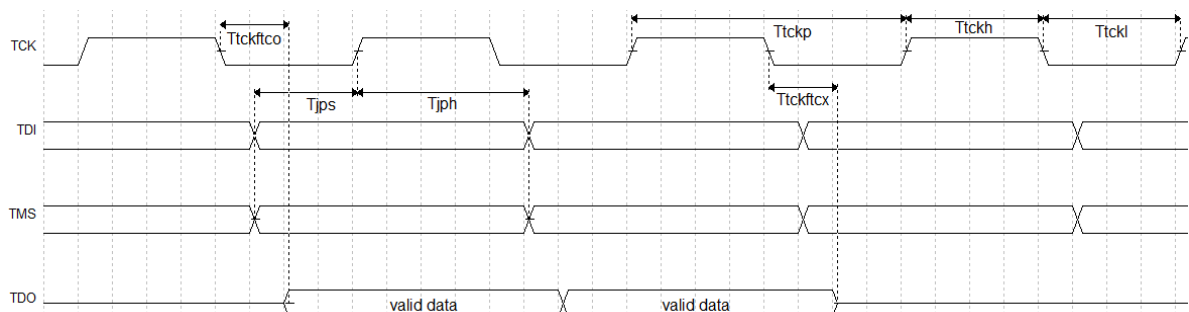 TCK
Ttckftco
Ttckp
Ttckh
Ttckl
Tjps
Tjph
Ttckftcx
TDI
TMS
TDO
valid data
valid data